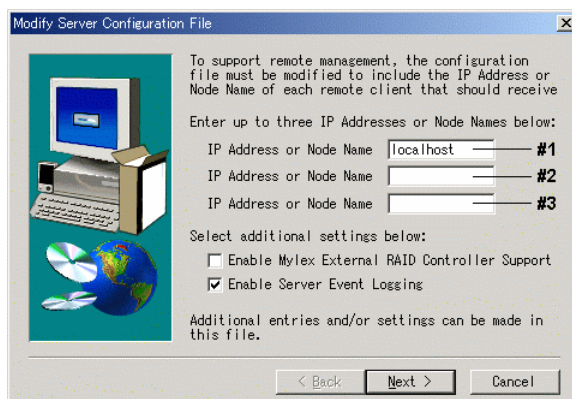 Modify Server Configuration File
To support remote management, the configuration
file must be modified to include the IP Address or
Node Name of each remote client that should receive
Enter up to three IP Addresses or Node Names below:
IP Address or Node Name localhost #1
IP Address or Node Name #2
IP Address or Node Name #3
Select additional settings below:
Enable Mylex External RAID Controller Support
Enable Server Event Logging
Additional entries and/or settings can be made in
this file.
< Back Next > Cancel